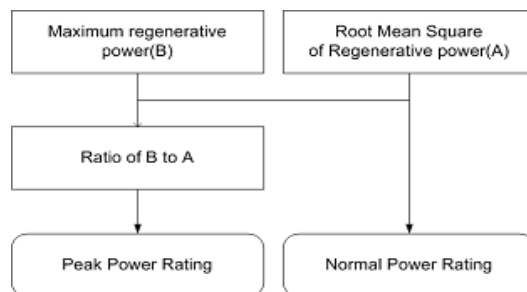 Maximum regenerative
power(B)
Root Mean Square
of Regenerative power(A)
Ratio of B to A
Peak Power Rating
Normal Power Rating